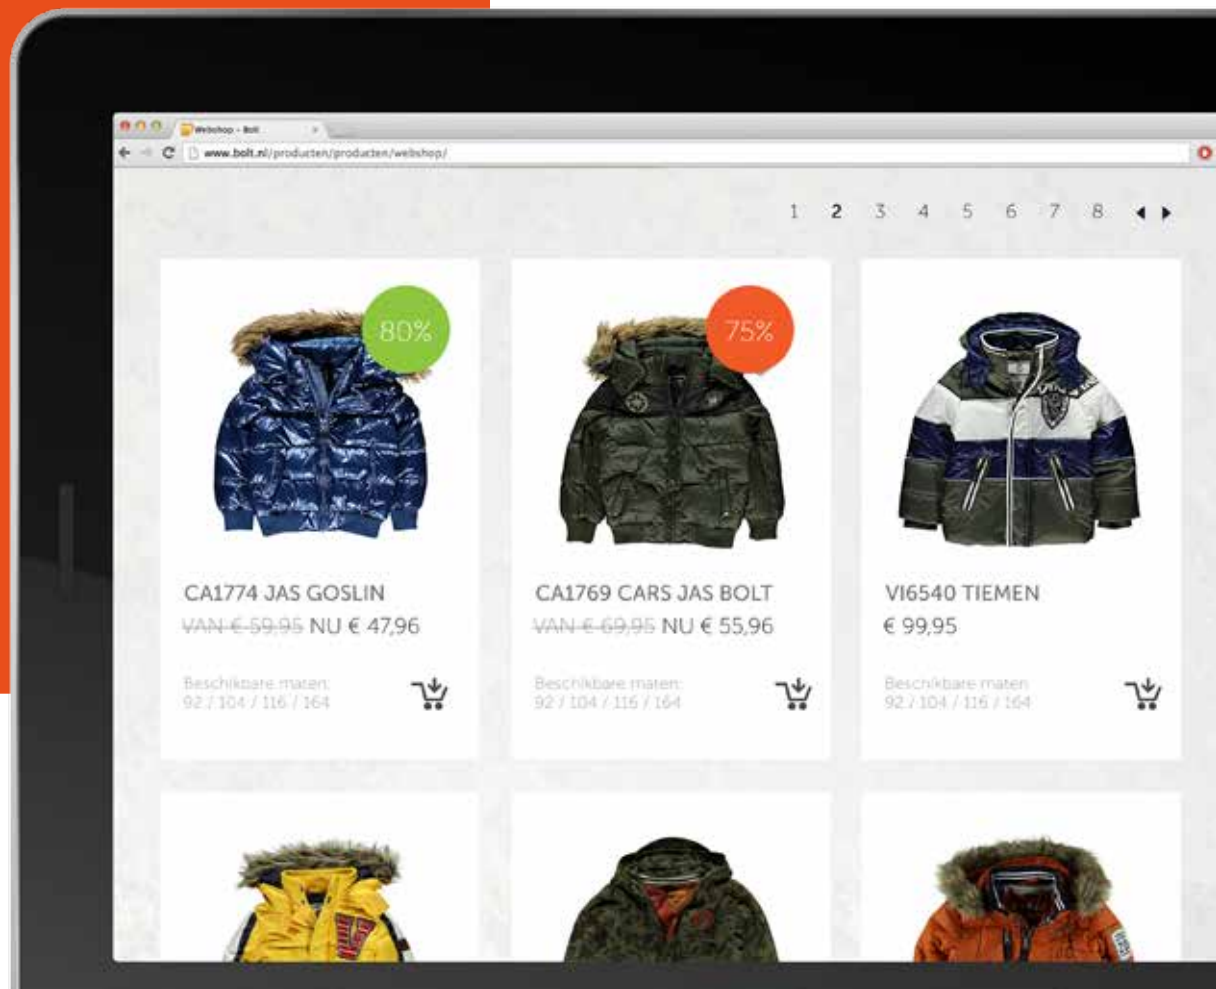 Webshop - Bolt
www.bolt.nl/producten/producten/webshop/
1 2 3 4 5 6 7 8
80%
75%
CA1774 JAS GOSLIN
VAN € 59,95 NU € 47,96
Beschikbare maten:
92 / 104 / 116 / 164
CA1769 CARS JAS BOLT
VAN € 69,95 NU € 55,96
Beschikbare maten:
92 / 104 / 116 / 164
VI6540 TIEMEN
€ 99,95
Beschikbare maten:
92 / 104 / 116 / 164